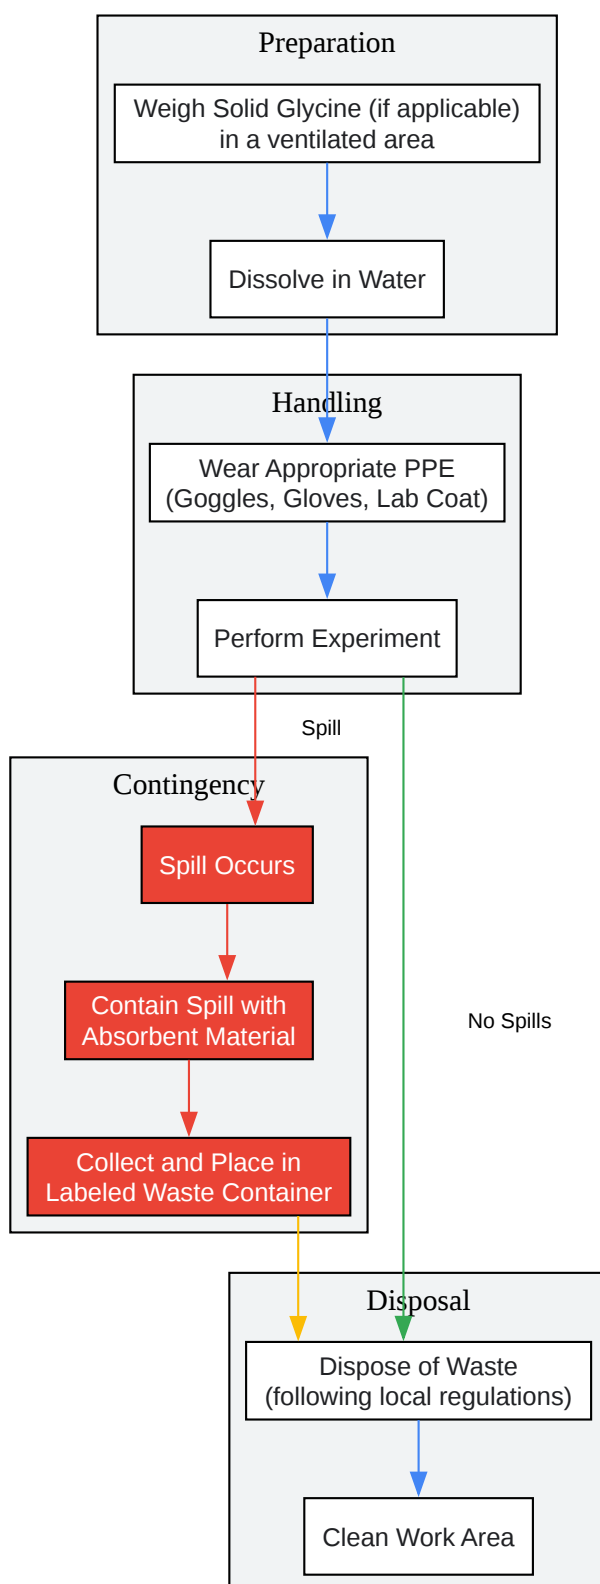 Preparation
Weigh Solid Glycine (if applicable)
in a ventilated area
Dissolve in Water
Handling
Wear Appropriate PPE
(Goggles, Gloves, Lab Coat)
Perform Experiment
Spill
Contingency
Spill Occurs
Contain Spill with
Absorbent Material
No Spills
Collect and Place in
Labeled Waste Container
Disposal
Dispose of Waste
(following local regulations)
Clean Work Area